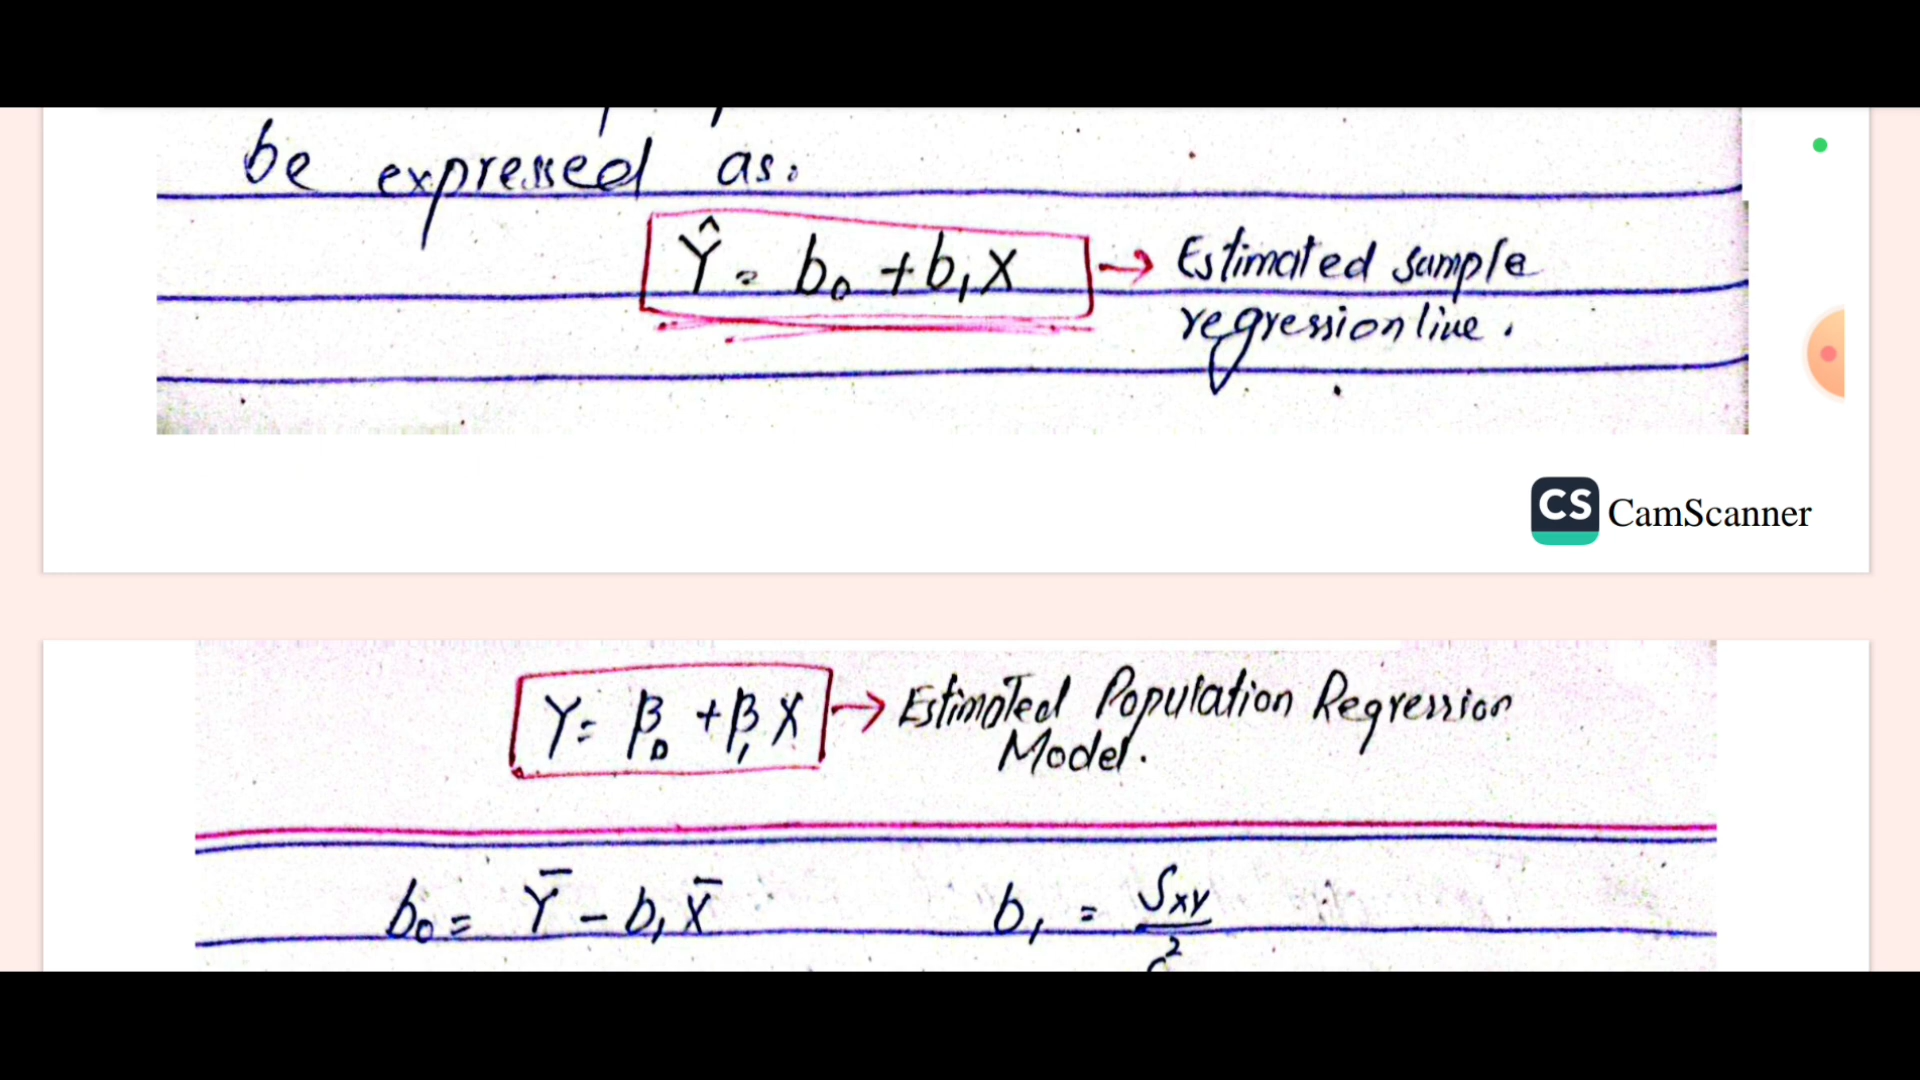 be expressed as.
Ŷ = b₀ + b₁X → Estimated sample
regression line.
CS CamScanner
Y = β₀ + β₁X → Estimated Population Regression
Model.
b₀ = Ȳ - b₁X̄ b₁ = Sxy